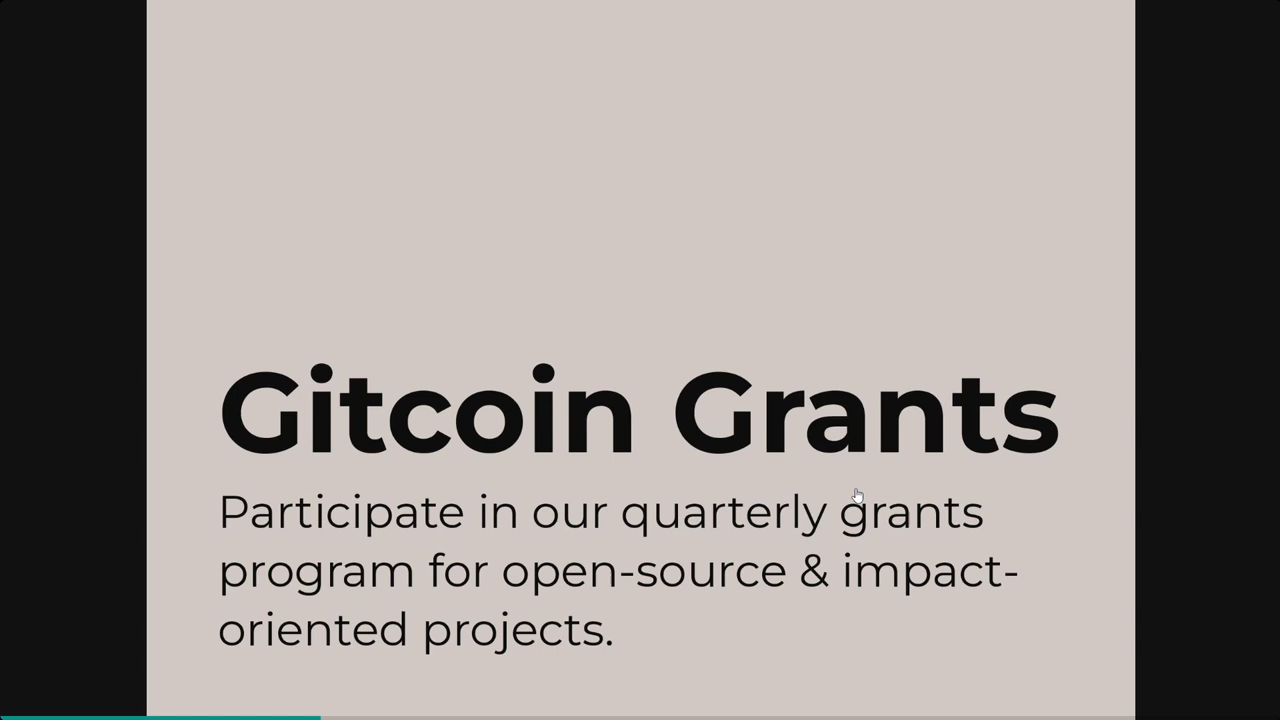 Gitcoin Grants
Participate in our quarterly grants
program for open-source & impact-
oriented projects.